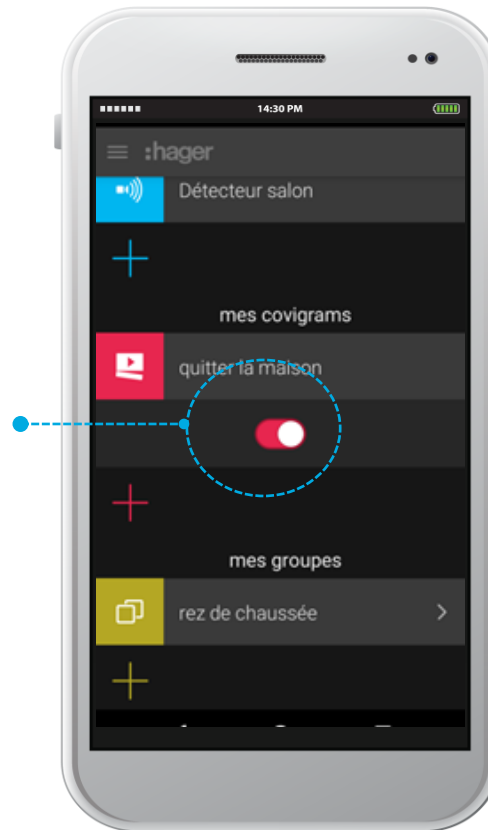 14:30 PM
:hager
Détecteur salon
mes covigrams
quitter la maison
mes groupes
rez de chaussée